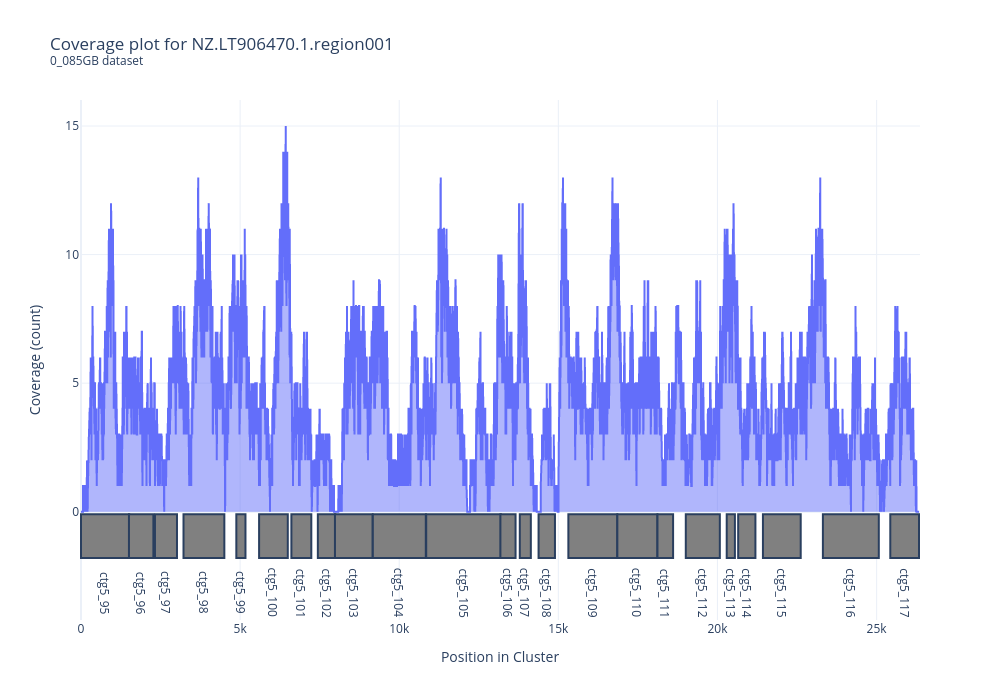 Coverage plot for NZ.LT906470.1.region001
0_085GB dataset
15
10
5
0
Coverage (count)
ctg5_95
ctg5_96
ctg5_97
ctg5_98
ctg5_99
ctg5_100
ctg5_101
ctg5_102
ctg5_103
ctg5_104
ctg5_105
ctg5_106
ctg5_107
ctg5_108
ctg5_109
ctg5_110
ctg5_111
ctg5_112
ctg5_113
ctg5_114
ctg5_115
ctg5_116
ctg5_117
0 5k 10k 15k 20k 25k
Position in Cluster